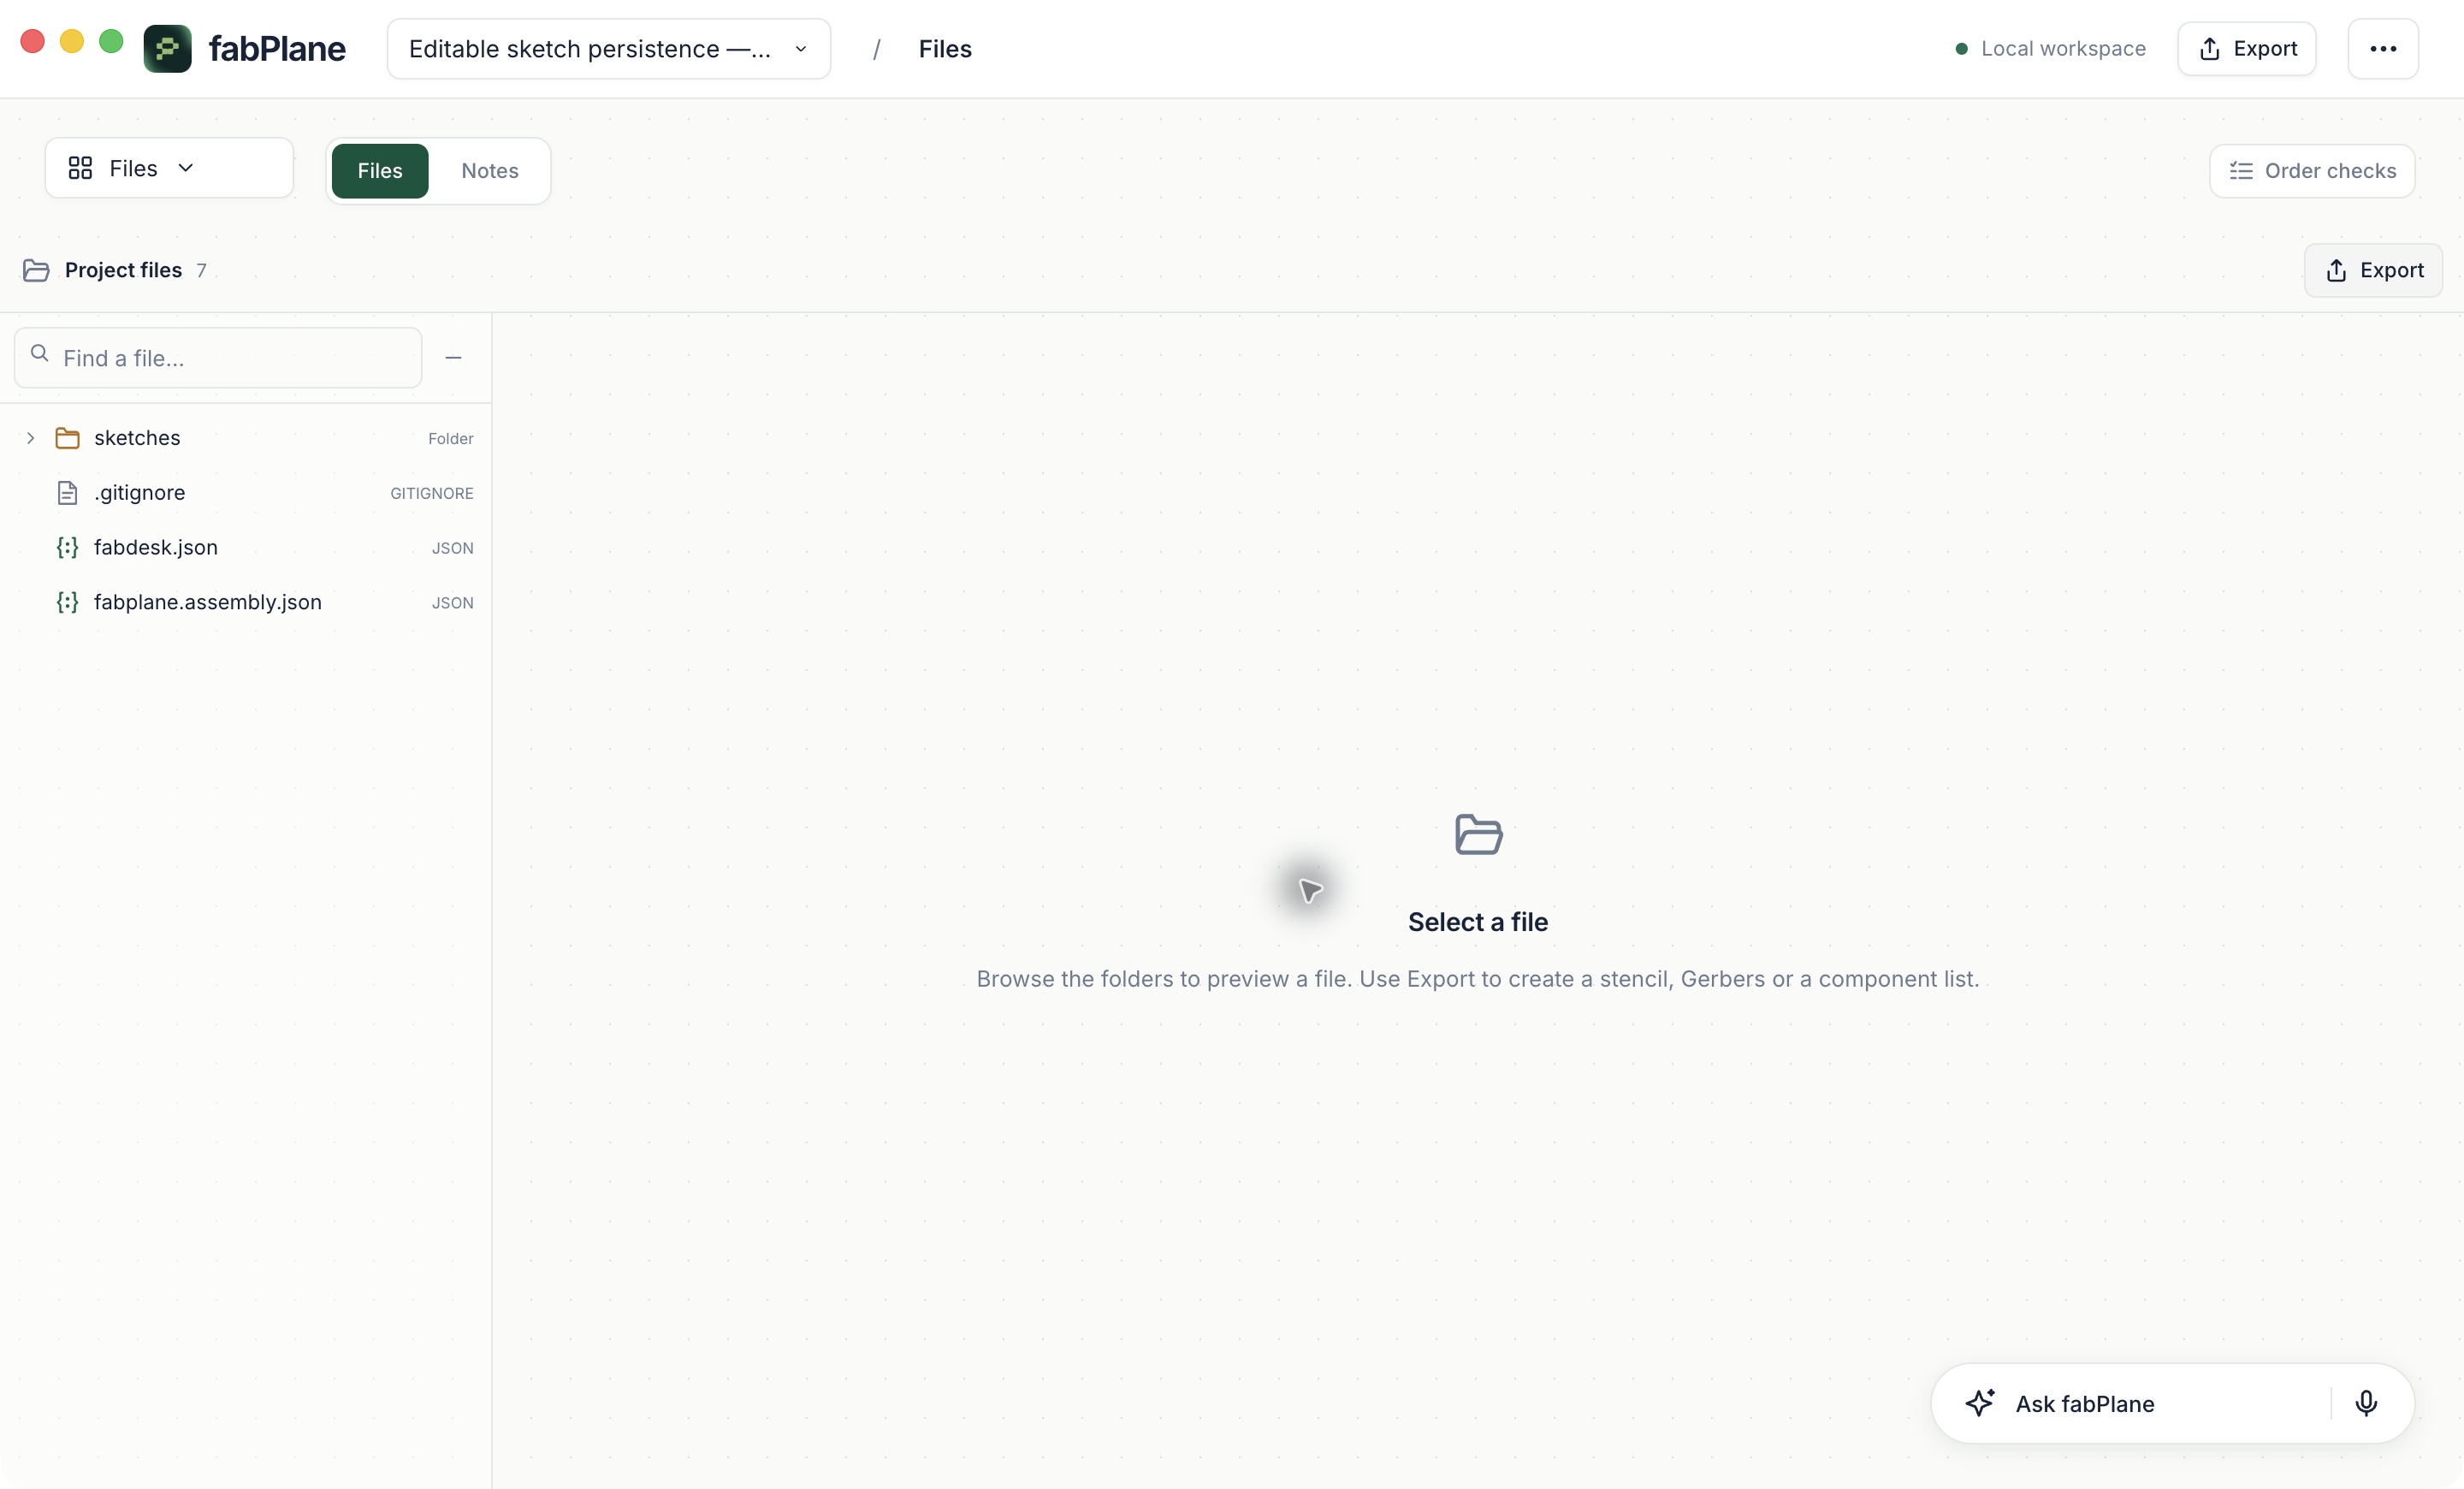 fabPlane
Editable sketch persistence —...
/
Files
Local workspace
Export
Files
Files
Notes
Order checks
Project files 7
Export
Find a file...
sketches
Folder
.gitignore
GITIGNORE
fabdesk.json
JSON
fabplane.assembly.json
JSON
Select a file
Browse the folders to preview a file. Use Export to create a stencil, Gerbers or a component list.
Ask fabPlane